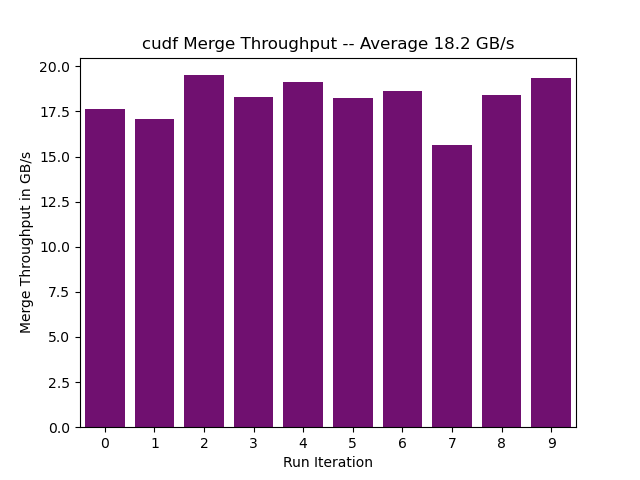 cudf Merge Throughput -- Average 18.2 GB/s
Merge Throughput in GB/s
20.0
17.5
15.0
12.5
10.0
7.5
5.0
2.5
0.0
0 1 2 3 4 5 6 7 8 9
Run Iteration